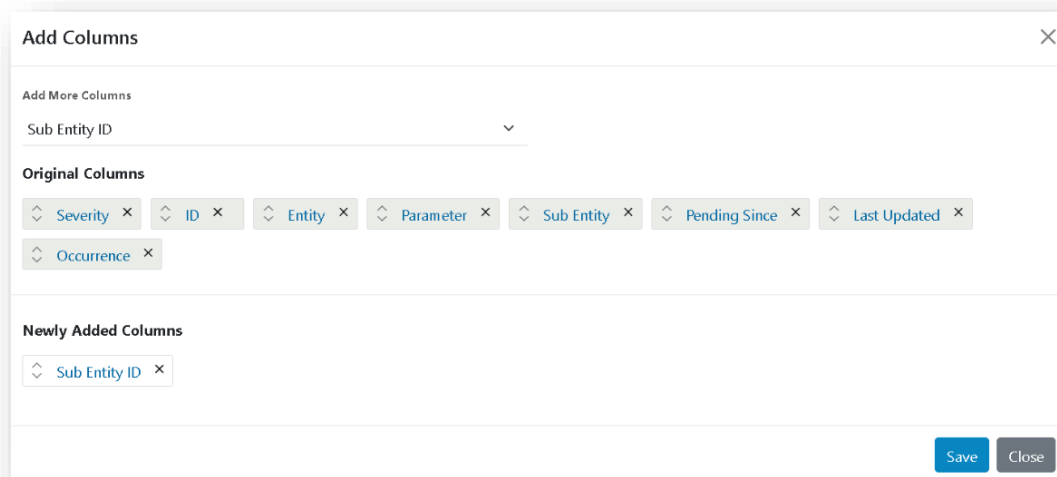 Add Columns
Add More Columns
Sub Entity ID
Original Columns
Severity ID Entity Parameter Sub Entity Pending Since Last Updated
Occurrence
Newly Added Columns
Sub Entity ID
Save Close